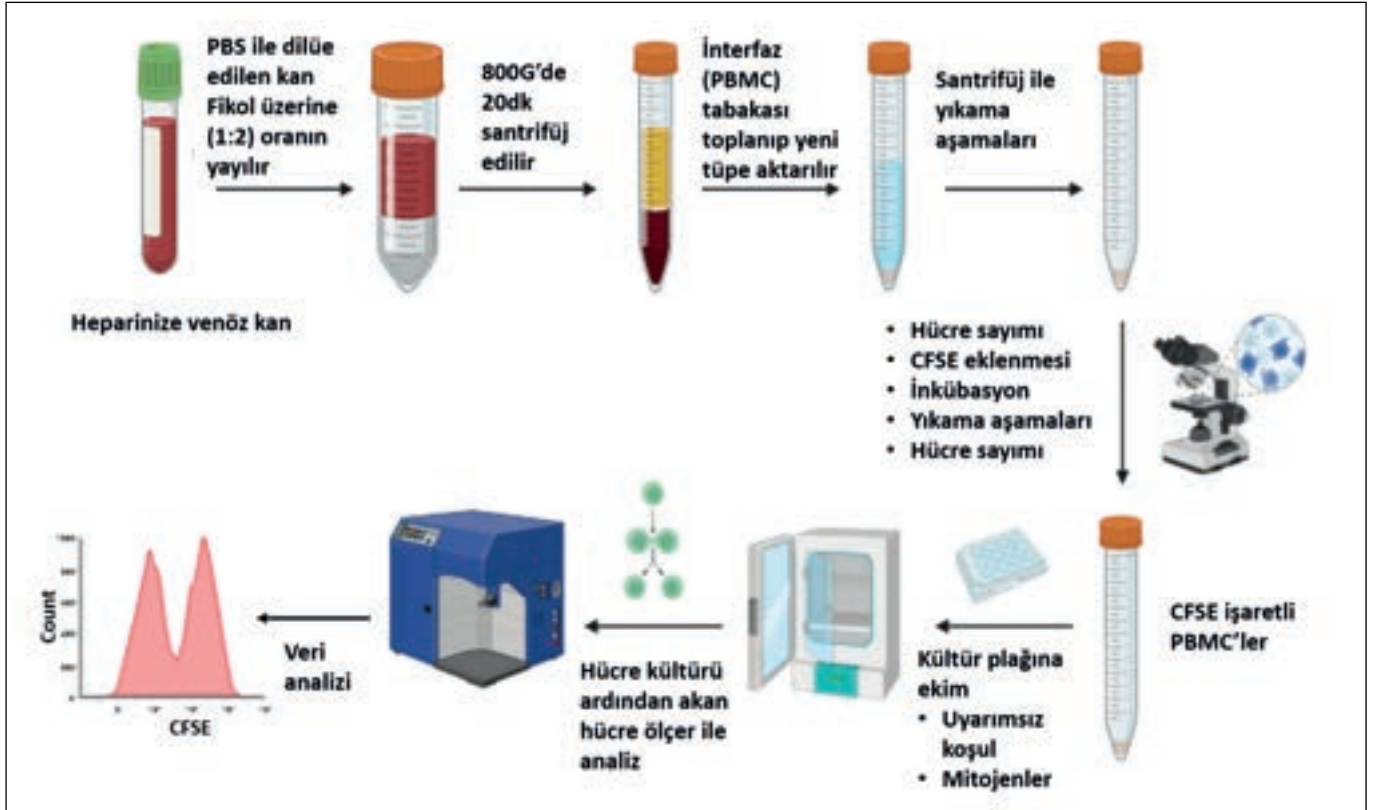 PBS ile dilüe
edilen kan
Fikol üzerine
(1:2) oranın
yayılır
800G'de
20dk
santrifüj
edilir
İnterfaz
(PBMC)
tabakası
toplanıp yeni
tüpe aktarılır
Santrifüj ile
yıkama
aşamaları
Heparinize venöz kan
• Hücre sayımı
• CFSE eklenmesi
• İnkübasyon
• Yıkama aşamaları
• Hücre sayımı
CFSE işaretli
PBMC'ler
Kültür plağına
ekim
• Uyarımsız
koşul
• Mitojenler
Hücre kültürü
ardından akan
hücre ölçer ile
analiz
Veri
analizi
Count
CFSE